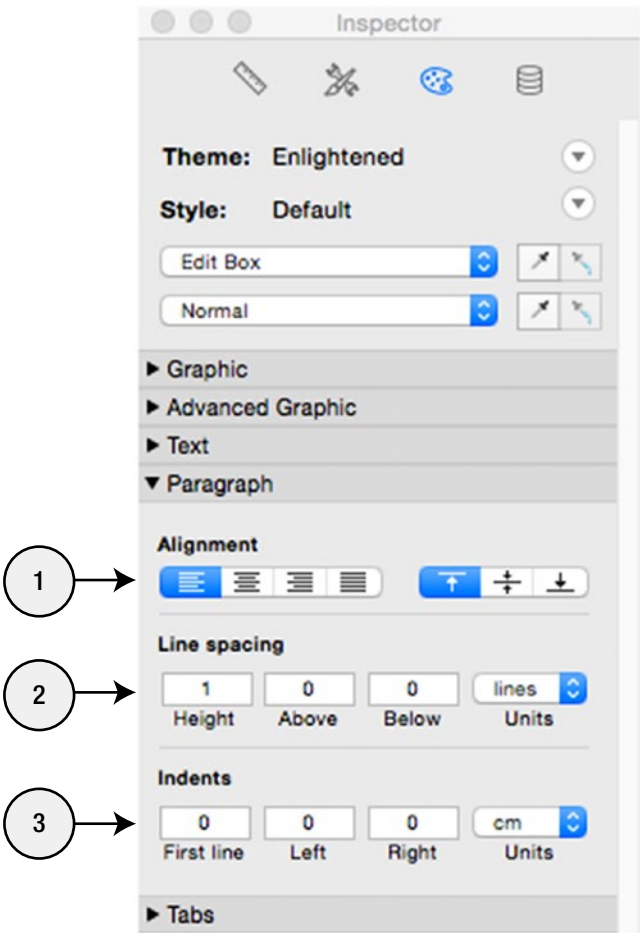 Inspector
Theme: Enlightened
Style: Default
Edit Box
Normal
Graphic
Advanced Graphic
Text
Paragraph
Alignment
1
Line spacing
2
1 0 0 lines
Height Above Below Units
Indents
3
0 0 0 cm
First line Left Right Units
Tabs